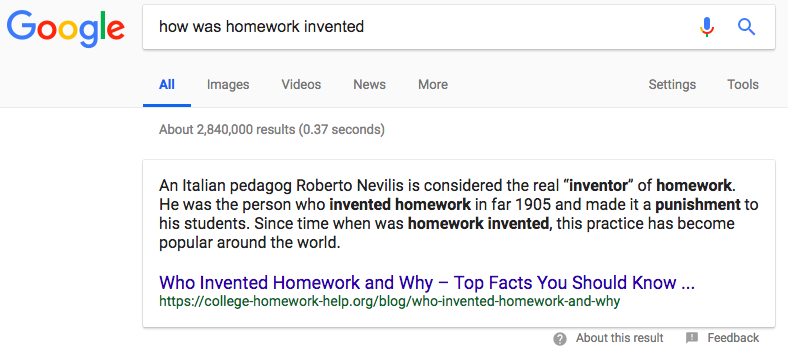 Google
how was homework invented
All Images Videos News More Settings Tools
About 2,840,000 results (0.37 seconds)
An Italian pedagog Roberto Nevilis is considered the real “inventor” of homework.
He was the person who invented homework in far 1905 and made it a punishment to
his students. Since time when was homework invented, this practice has become
popular around the world.
Who Invented Homework and Why – Top Facts You Should Know ...
https://college-homework-help.org/blog/who-invented-homework-and-why
About this result Feedback